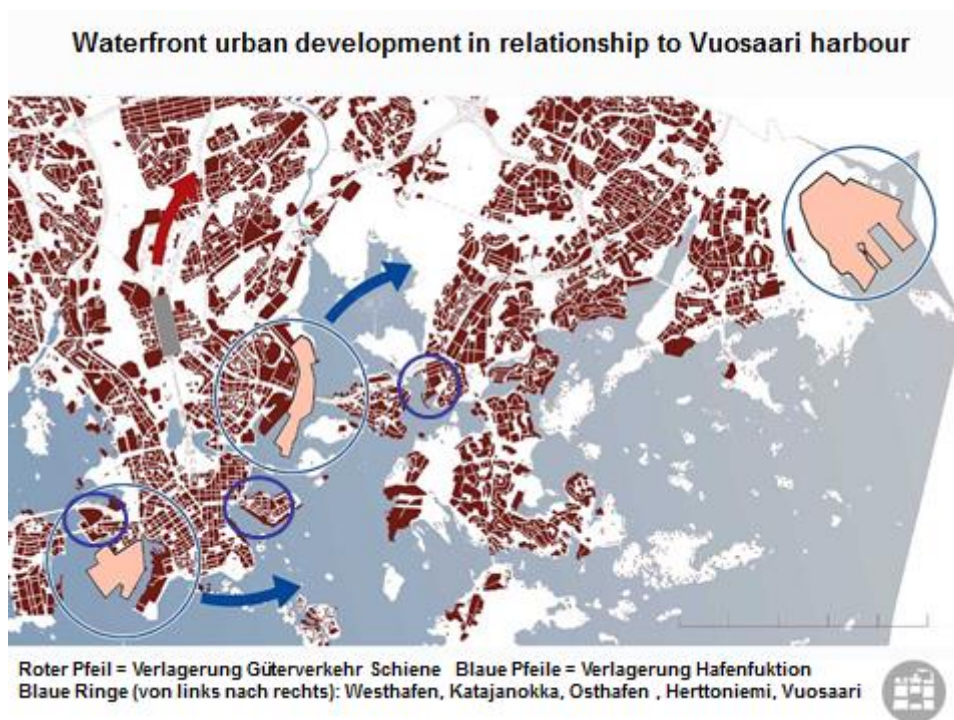 Waterfront urban development in relationship to Vuosaari harbour
Roter Pfeil = Verlagerung Güterverkehr Schiene Blaue Pfeile = Verlagerung Hafenfuktion
Blaue Ringe (von links nach rechts): Westhafen, Katajanokka, Osthafen , Herttoniemi, Vuosaari